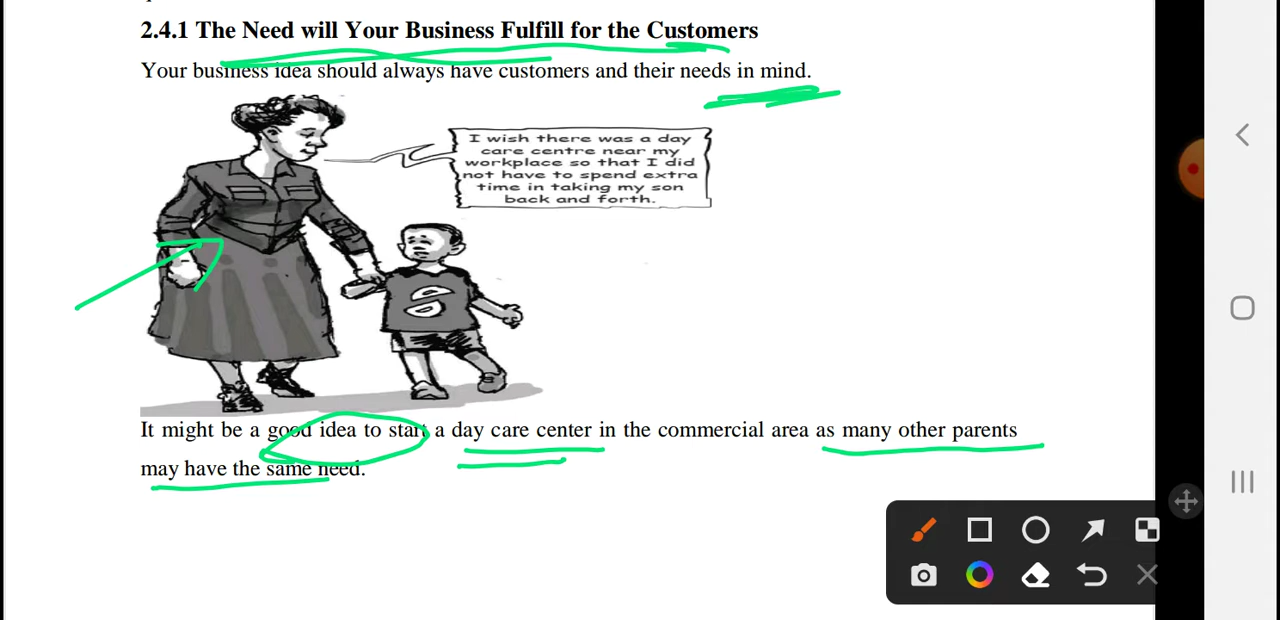 2.4.1 The Need will Your Business Fulfill for the Customers
Your business idea should always have customers and their needs in mind.
I wish there was a day
care centre near my
workplace so that I did
not have to spend extra
time in taking my son
back and forth.
It might be a good idea to start a day care center in the commercial area as many other parents
may have the same need.